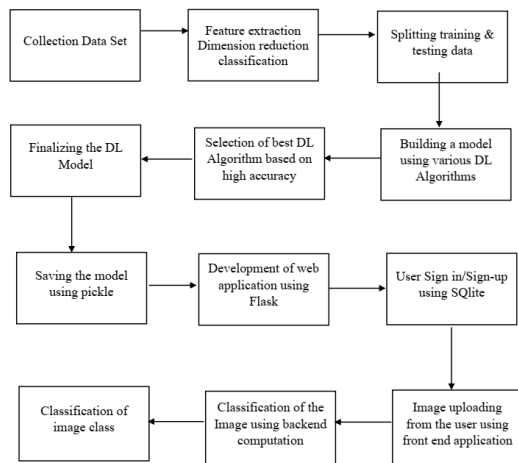 Collection Data Set
Feature extraction
Dimension reduction
classification
Splitting training &
testing data
Building a model
using various DL
Algorithms
Selection of best DL
Algorithm based on
high accuracy
Finalizing the DL
Model
Saving the model
using pickle
Development of web
application using
Flask
User Sign in/Sign-up
using SQlite
Image uploading
from the user using
front end application
Classification of the
Image using backend
computation
Classification of
image class